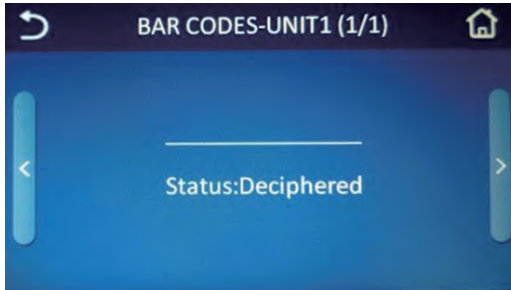 BAR CODES-UNIT1 (1/1)
<
>
Status:Deciphered